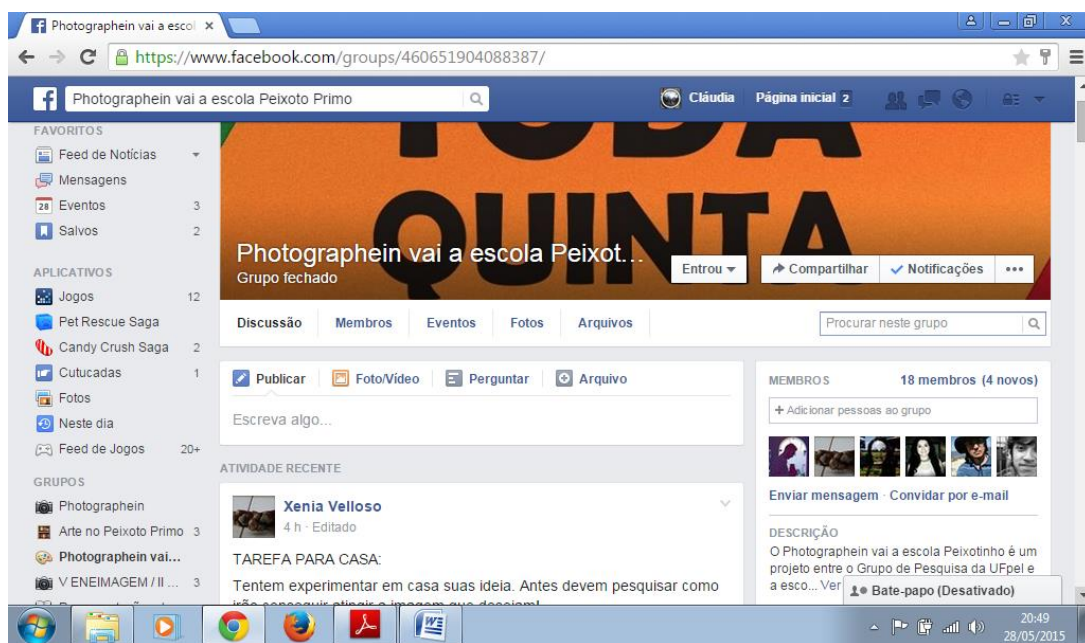 Photographein vai a escol
https://www.facebook.com/groups/460651904088387/
Photographein vai a escola Peixoto Primo
Cláudia
Página inicial 2
FAVORITOS
Feed de Notícias
Mensagens
28 Eventos 3
Salvos 2
APLICATIVOS
Jogos 12
Pet Rescue Saga
Candy Crush Saga 2
Cutucadas 1
Fotos
Neste dia
Feed de Jogos 20+
GRUPOS
Photographein
Arte no Peixoto Primo 3
Photographein vai...
V ENEIMAGEM / II ... 3
TODA
QUINTA
Photographein vai a escola Peixot...
Grupo fechado
Entrou
Compartilhar
Notificações
Discussão Membros Eventos Fotos Arquivos
Procurar neste grupo
Publicar Foto/Vídeo Perguntar Arquivo
Escreva algo...
ATIVIDADE RECENTE
Xenia Velloso
4 h · Editado
TAREFA PARA CASA:
Tentem experimentar em casa suas ideia. Antes devem pesquisar como
irão conseguir atingir a imagem que desejam!
MEMBROS 18 membros (4 novos)
+ Adicionar pessoas ao grupo
Enviar mensagem · Convidar por e-mail
DESCRIÇÃO
O Photographein vai a escola Peixotinho é um
projeto entre o Grupo de Pesquisa da UFpel e
a esco... Ver
Bate-papo (Desativado)
20:49
28/05/2015